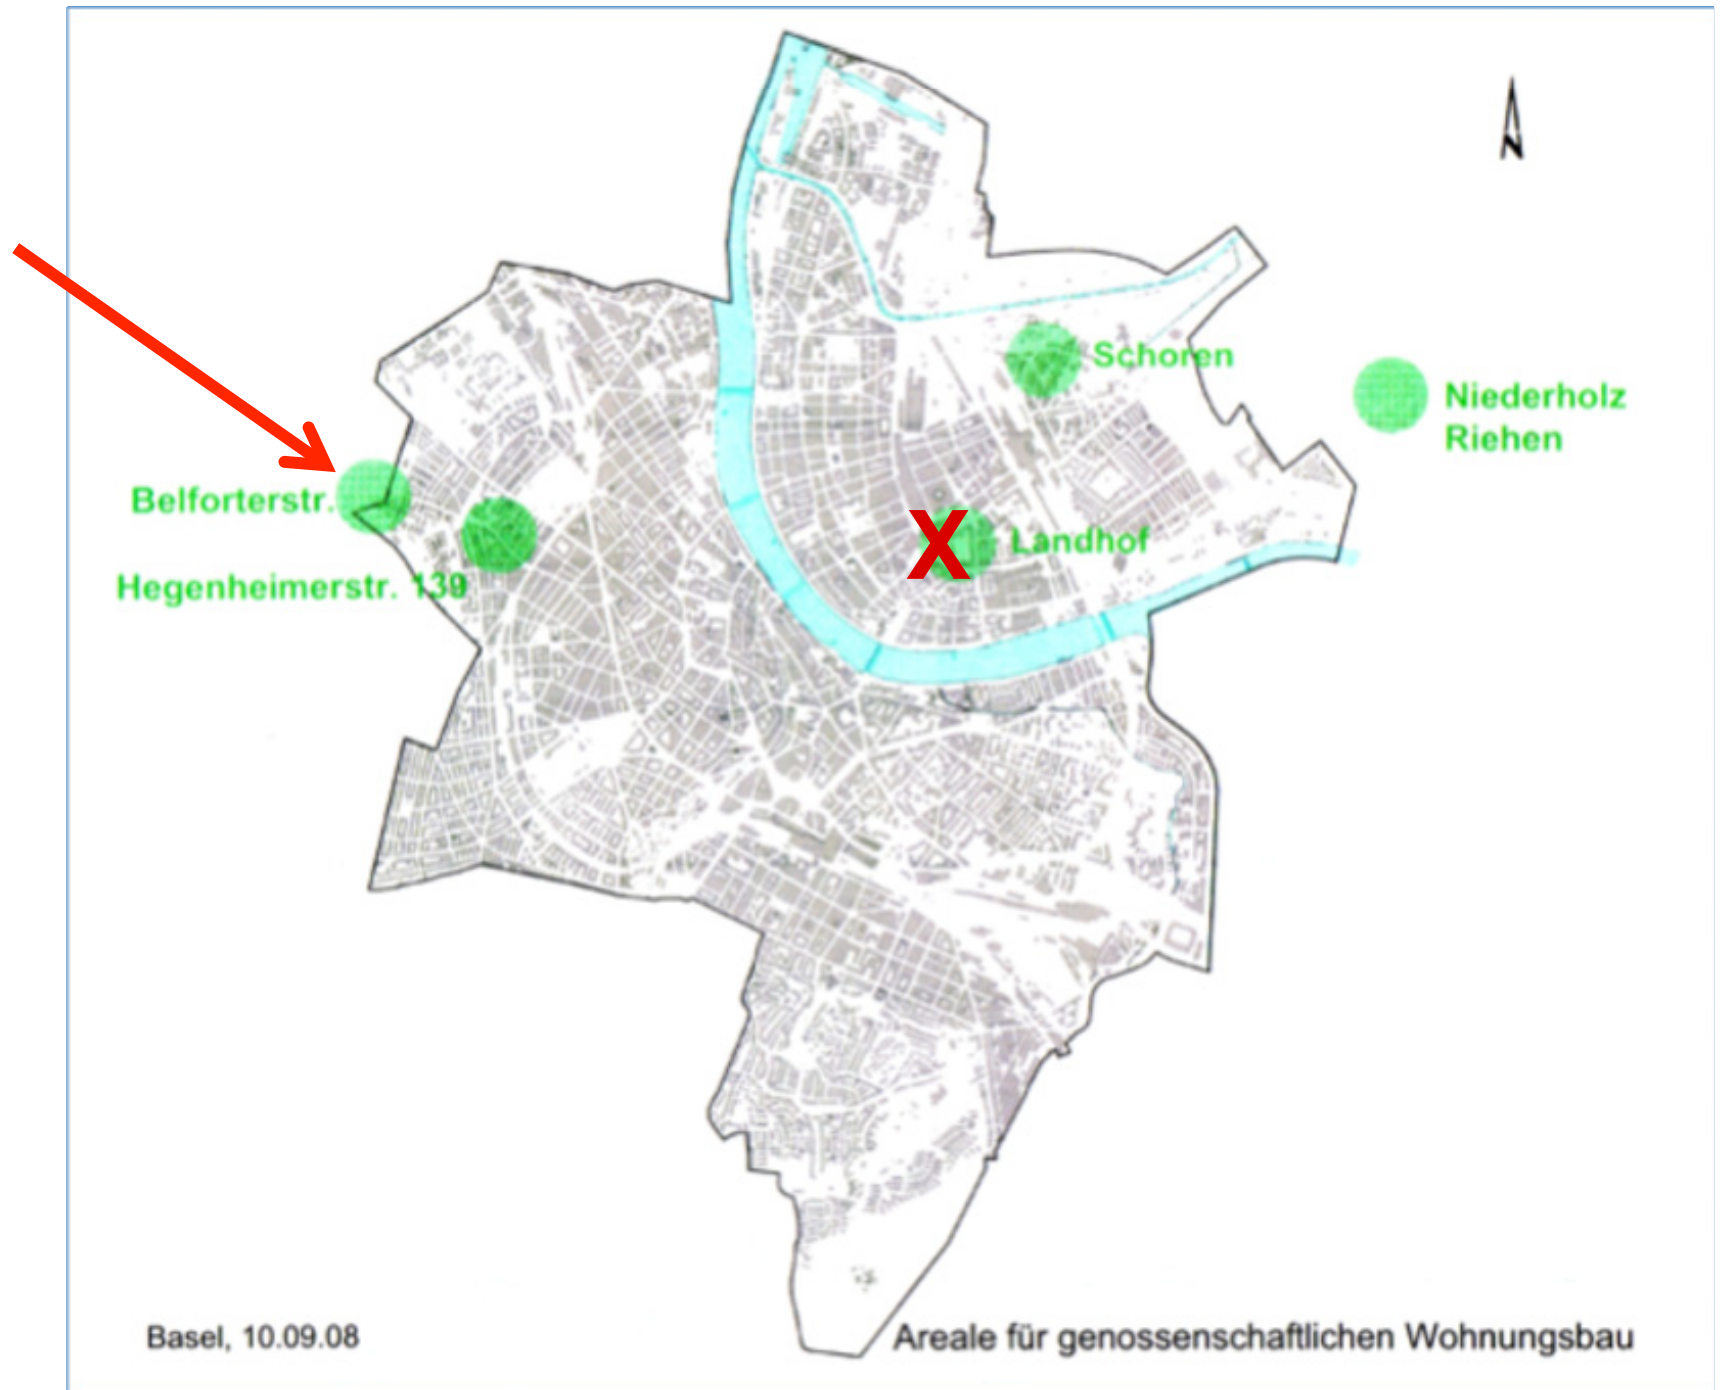 N
Schoren
Niederholz
Riehen
Belforterstr.
X
Landhof
Hegenheimerstr. 139
Basel, 10.09.08
Areale für genossenschaftlichen Wohnungsbau